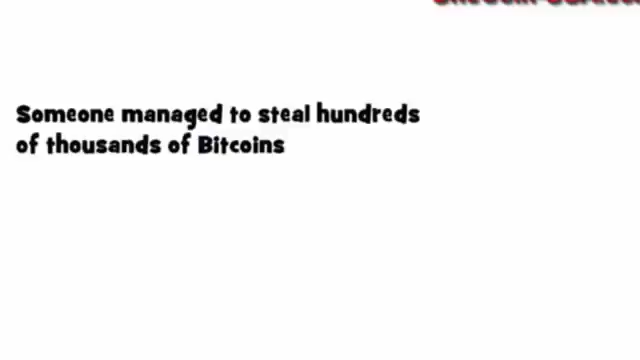 Someone managed to steal hundreds
of thousands of Bitcoins